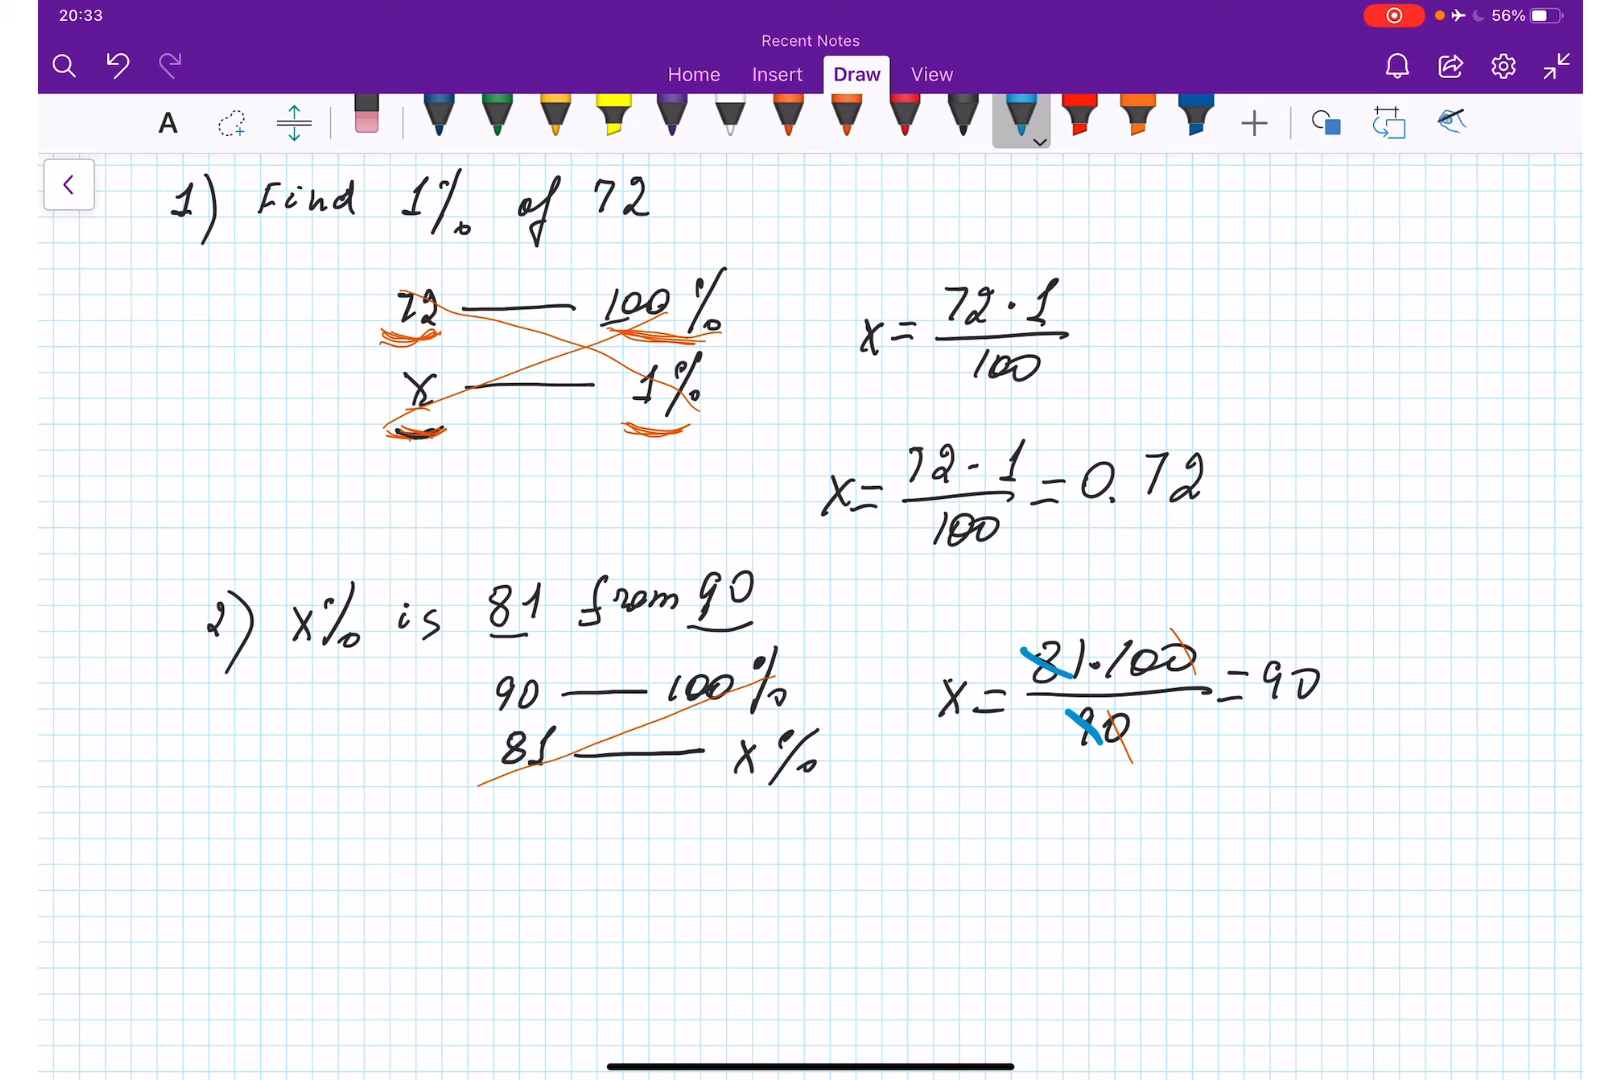 20:33
56%
Recent Notes
Home Insert Draw View
A
1) Find 1% of 72
72 — 100%
x — 1%
x = 72 · 1 / 100
x = 72 · 1 / 100 = 0.72
2) x% is 81 from 90
90 — 100%
81 — x%
x = 81 · 100 / 90 = 90